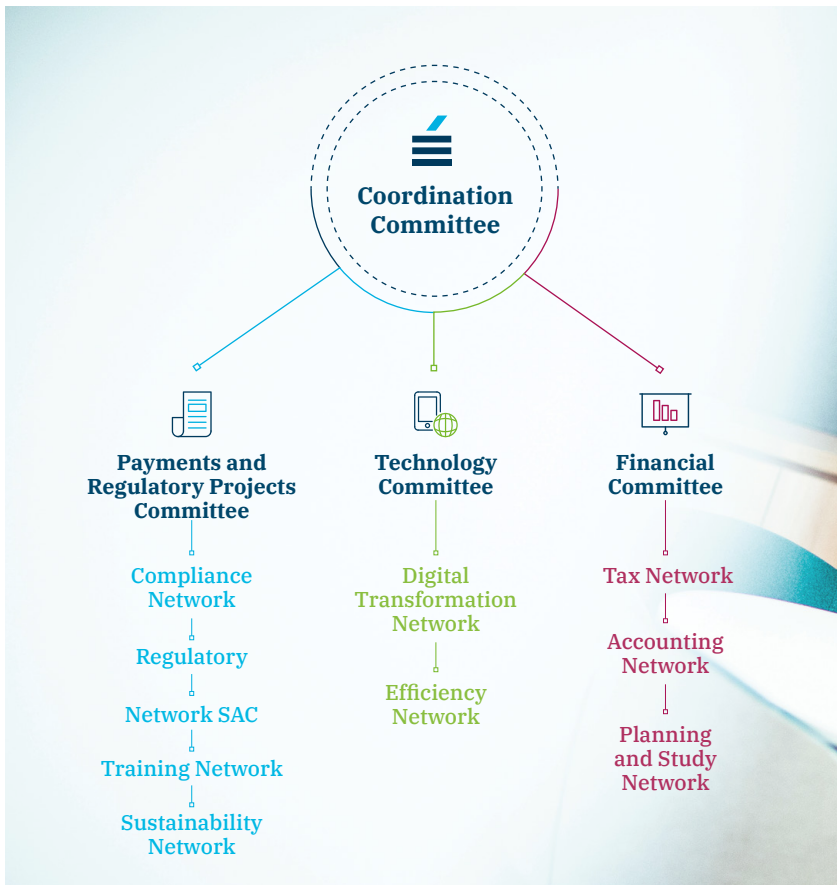 Coordination
Committee
Payments and
Regulatory Projects
Committee
Compliance
Network
Regulatory
Network SAC
Training Network
Sustainability
Network
Technology
Committee
Digital
Transformation
Network
Efficiency
Network
Financial
Committee
Tax Network
Accounting
Network
Planning
and Study
Network